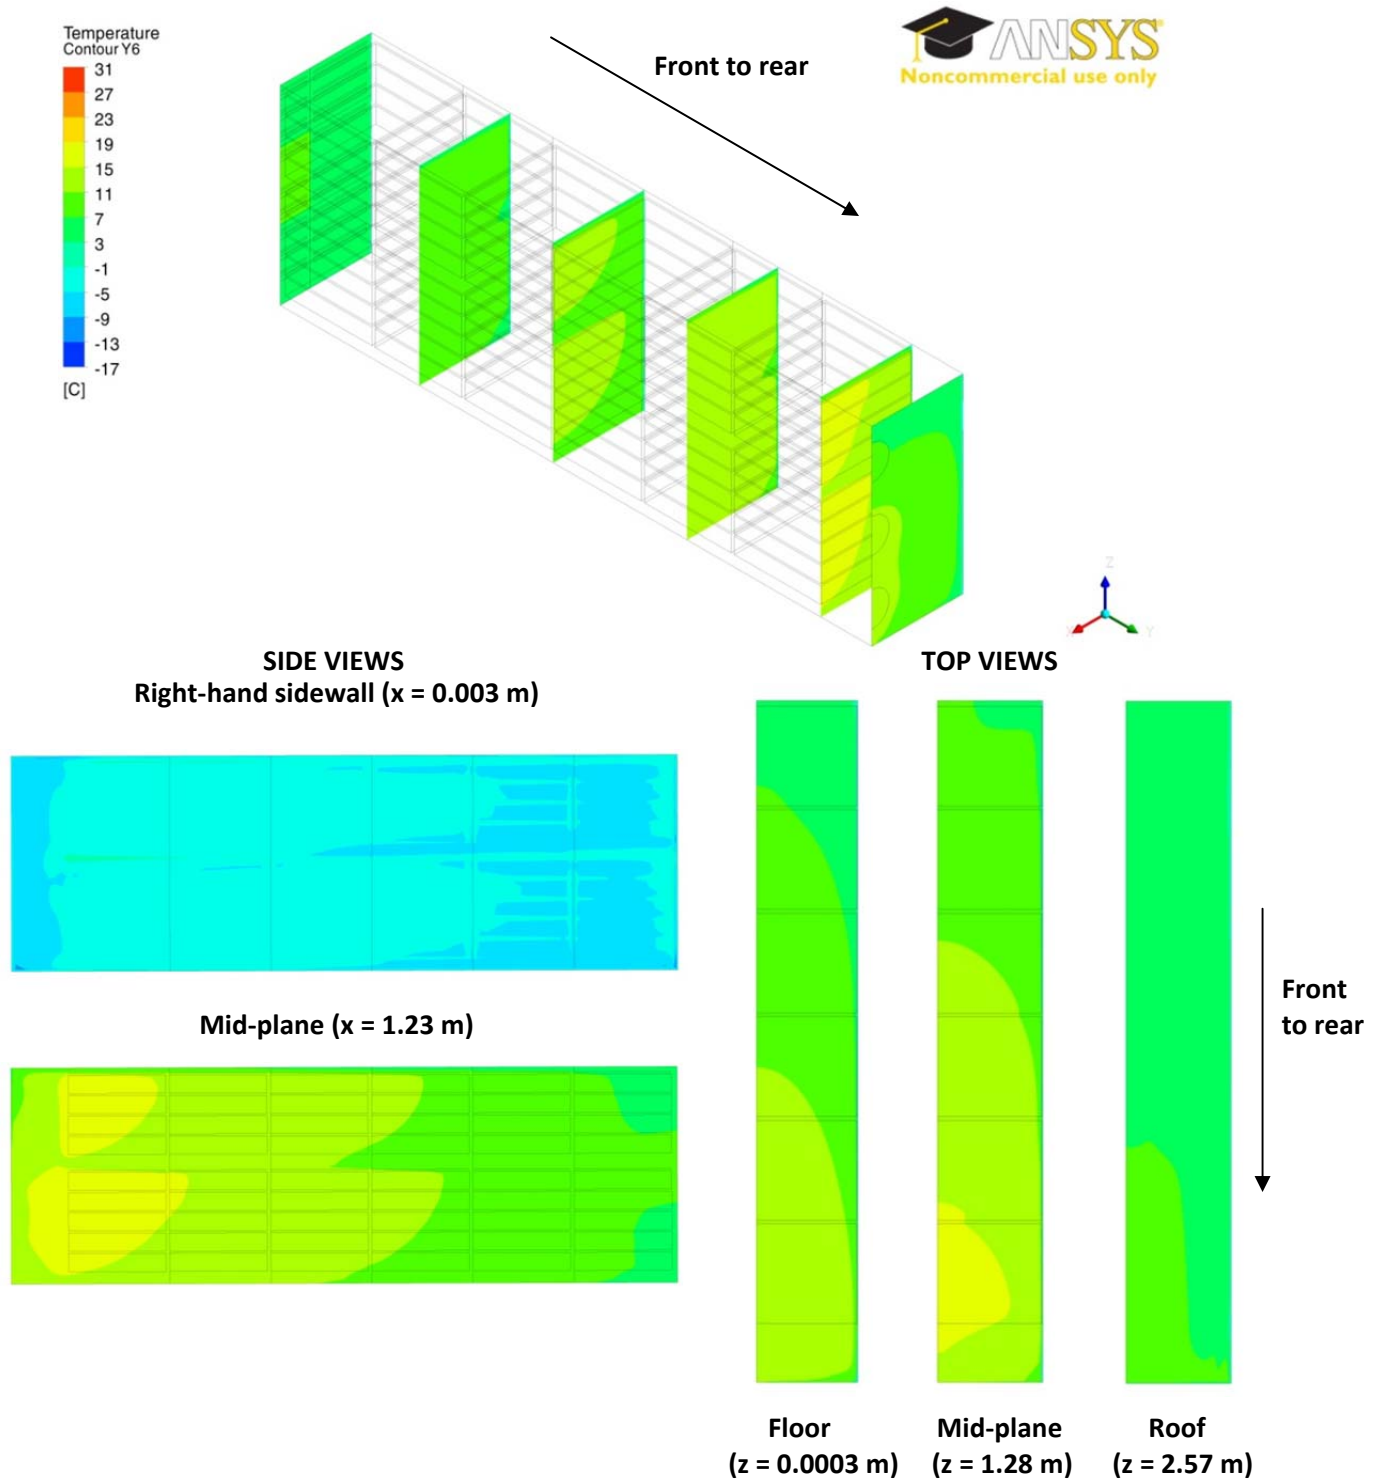 Temperature
Contour Y6
31
27
23
19
15
11
7
3
-1
-5
-9
-13
-17
[C]
Front to rear
ANSYS
Noncommercial use only
Z
X
Y
SIDE VIEWS
Right-hand sidewall (x = 0.003 m)
Mid-plane (x = 1.23 m)
TOP VIEWS
Front
to rear
Floor
(z = 0.0003 m)
Mid-plane
(z = 1.28 m)
Roof
(z = 2.57 m)